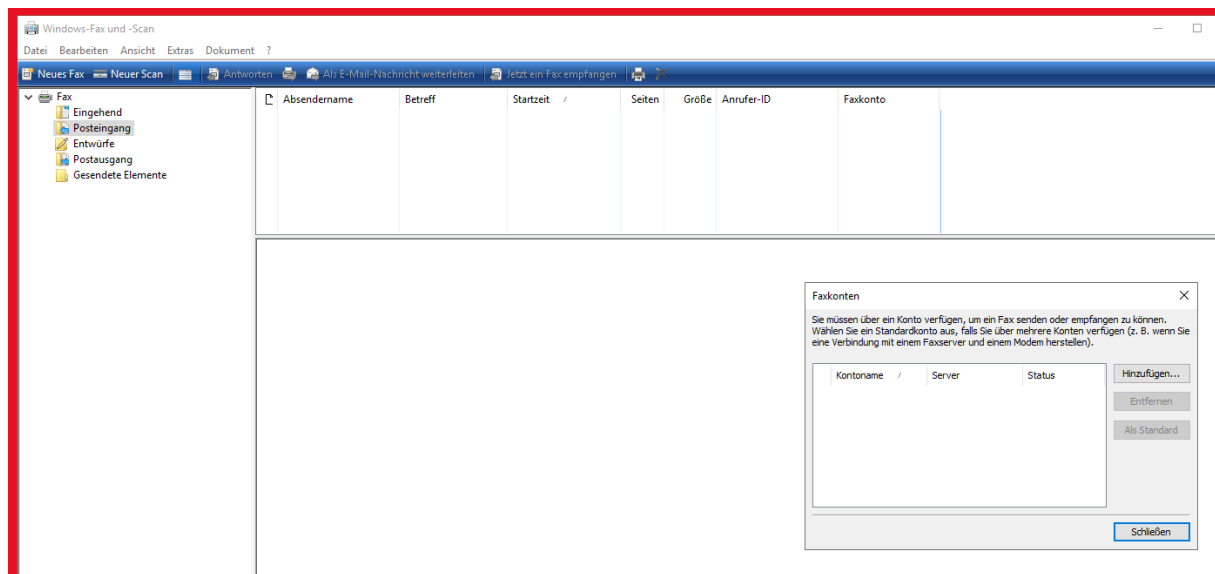 Windows-Fax und -Scan
Datei Bearbeiten Ansicht Extras Dokument ?
Neues Fax Neuer Scan Antworten Als E-Mail-Nachricht weiterleiten Jetzt ein Fax empfangen
Fax
Eingehend
Posteingang
Entwürfe
Postausgang
Gesendete Elemente
Absendername Betreff Startzeit Seiten Größe Anrufer-ID Faxkonto
Faxkonten
Sie müssen über ein Konto verfügen, um ein Fax senden oder empfangen zu können.
Wählen Sie ein Standardkonto aus, falls Sie über mehrere Konten verfügen (z. B. wenn Sie
eine Verbindung mit einem Faxserver und einem Modem herstellen).
Kontoname Server Status
Hinzufügen...
Entfernen
Als Standard
Schließen